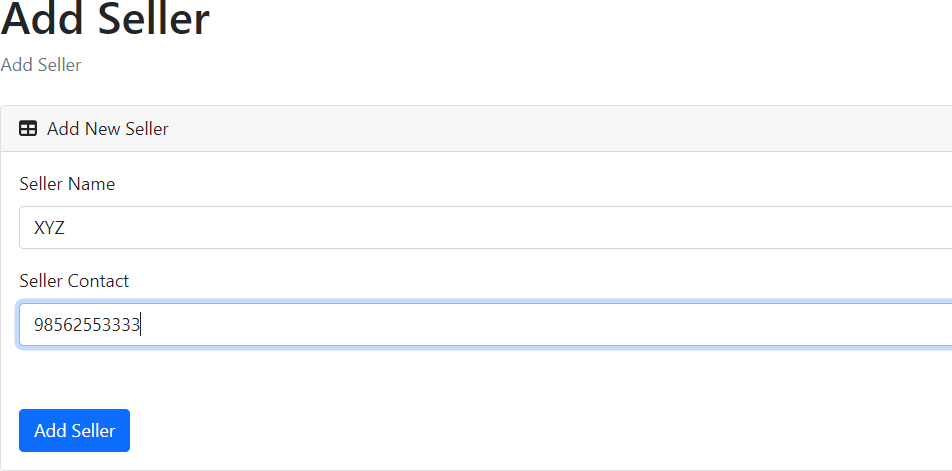 Add Seller
Add Seller
Add New Seller
Seller Name
XYZ
Seller Contact
98562553333
Add Seller